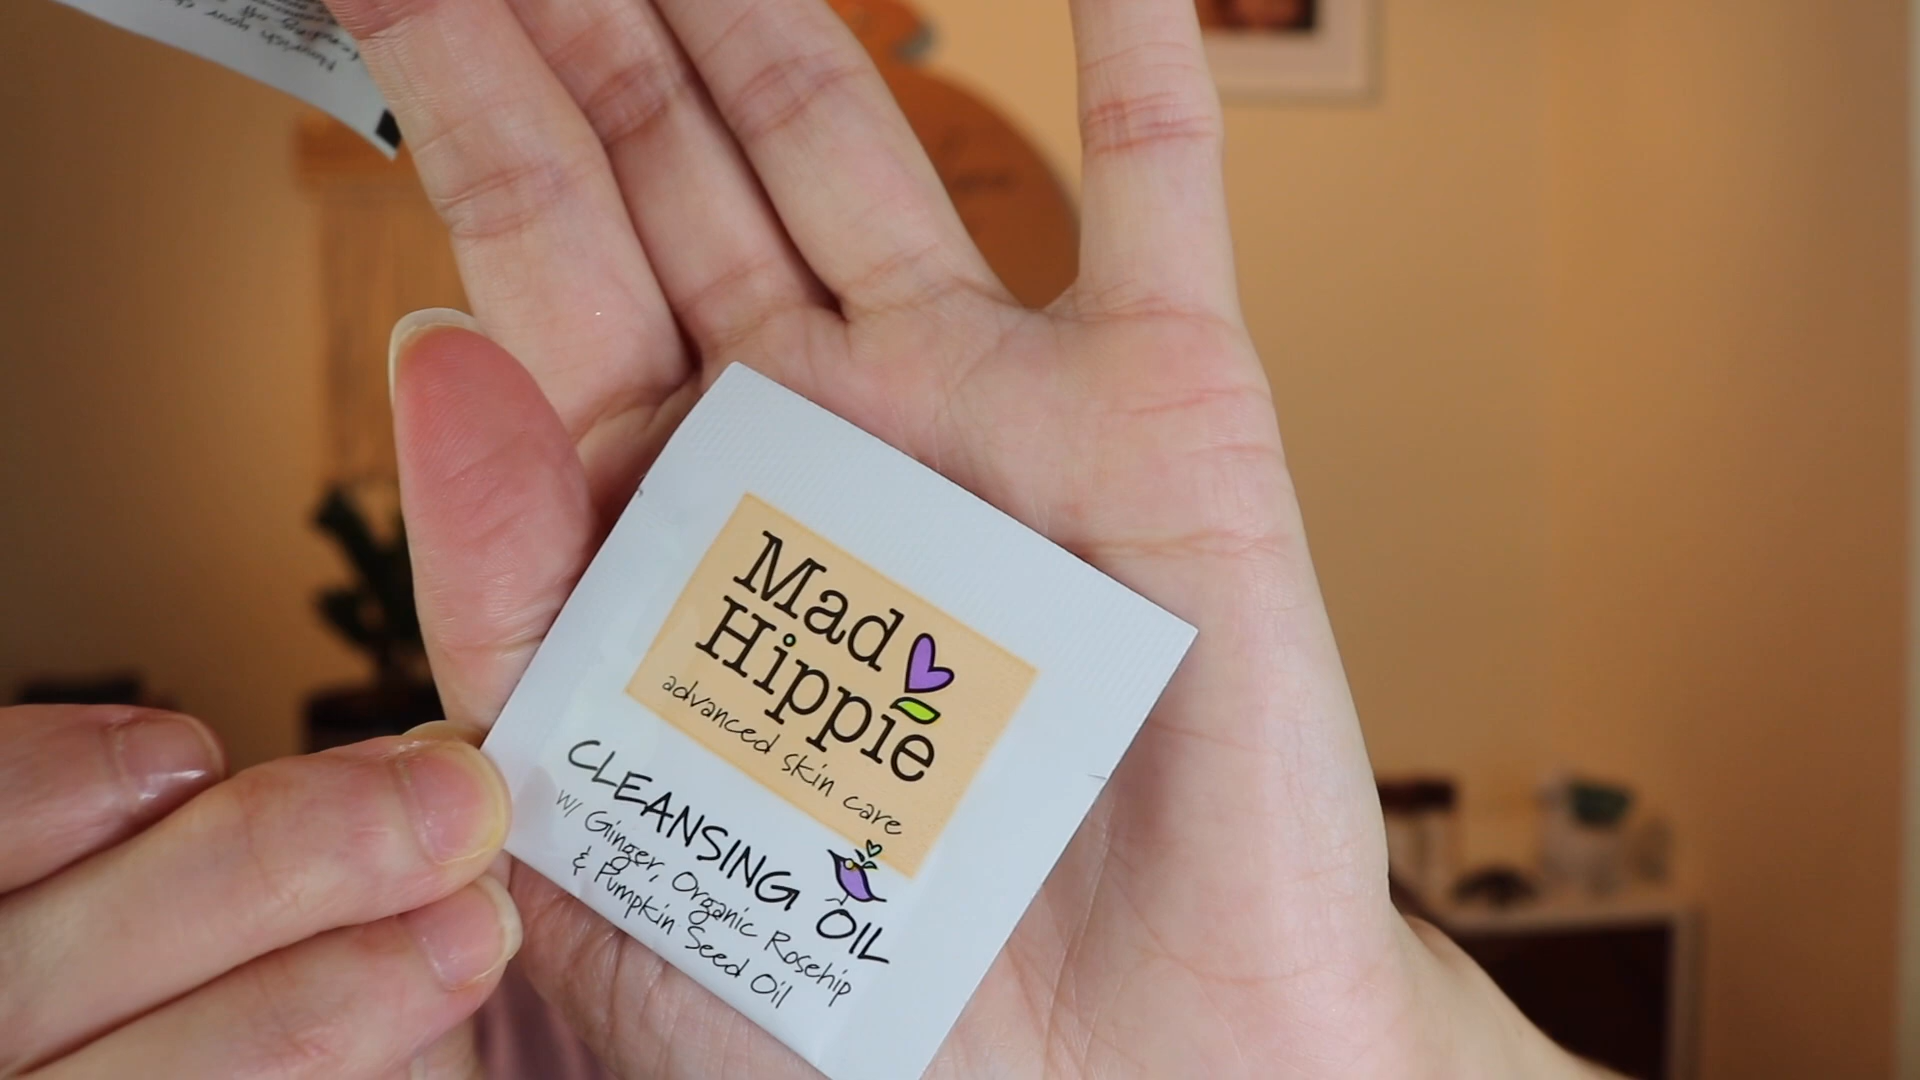 Mad
Hippie
advanced skin care
CLEANSING OIL
w/ Ginger, Organic Rosehip
& Pumpkin Seed Oil